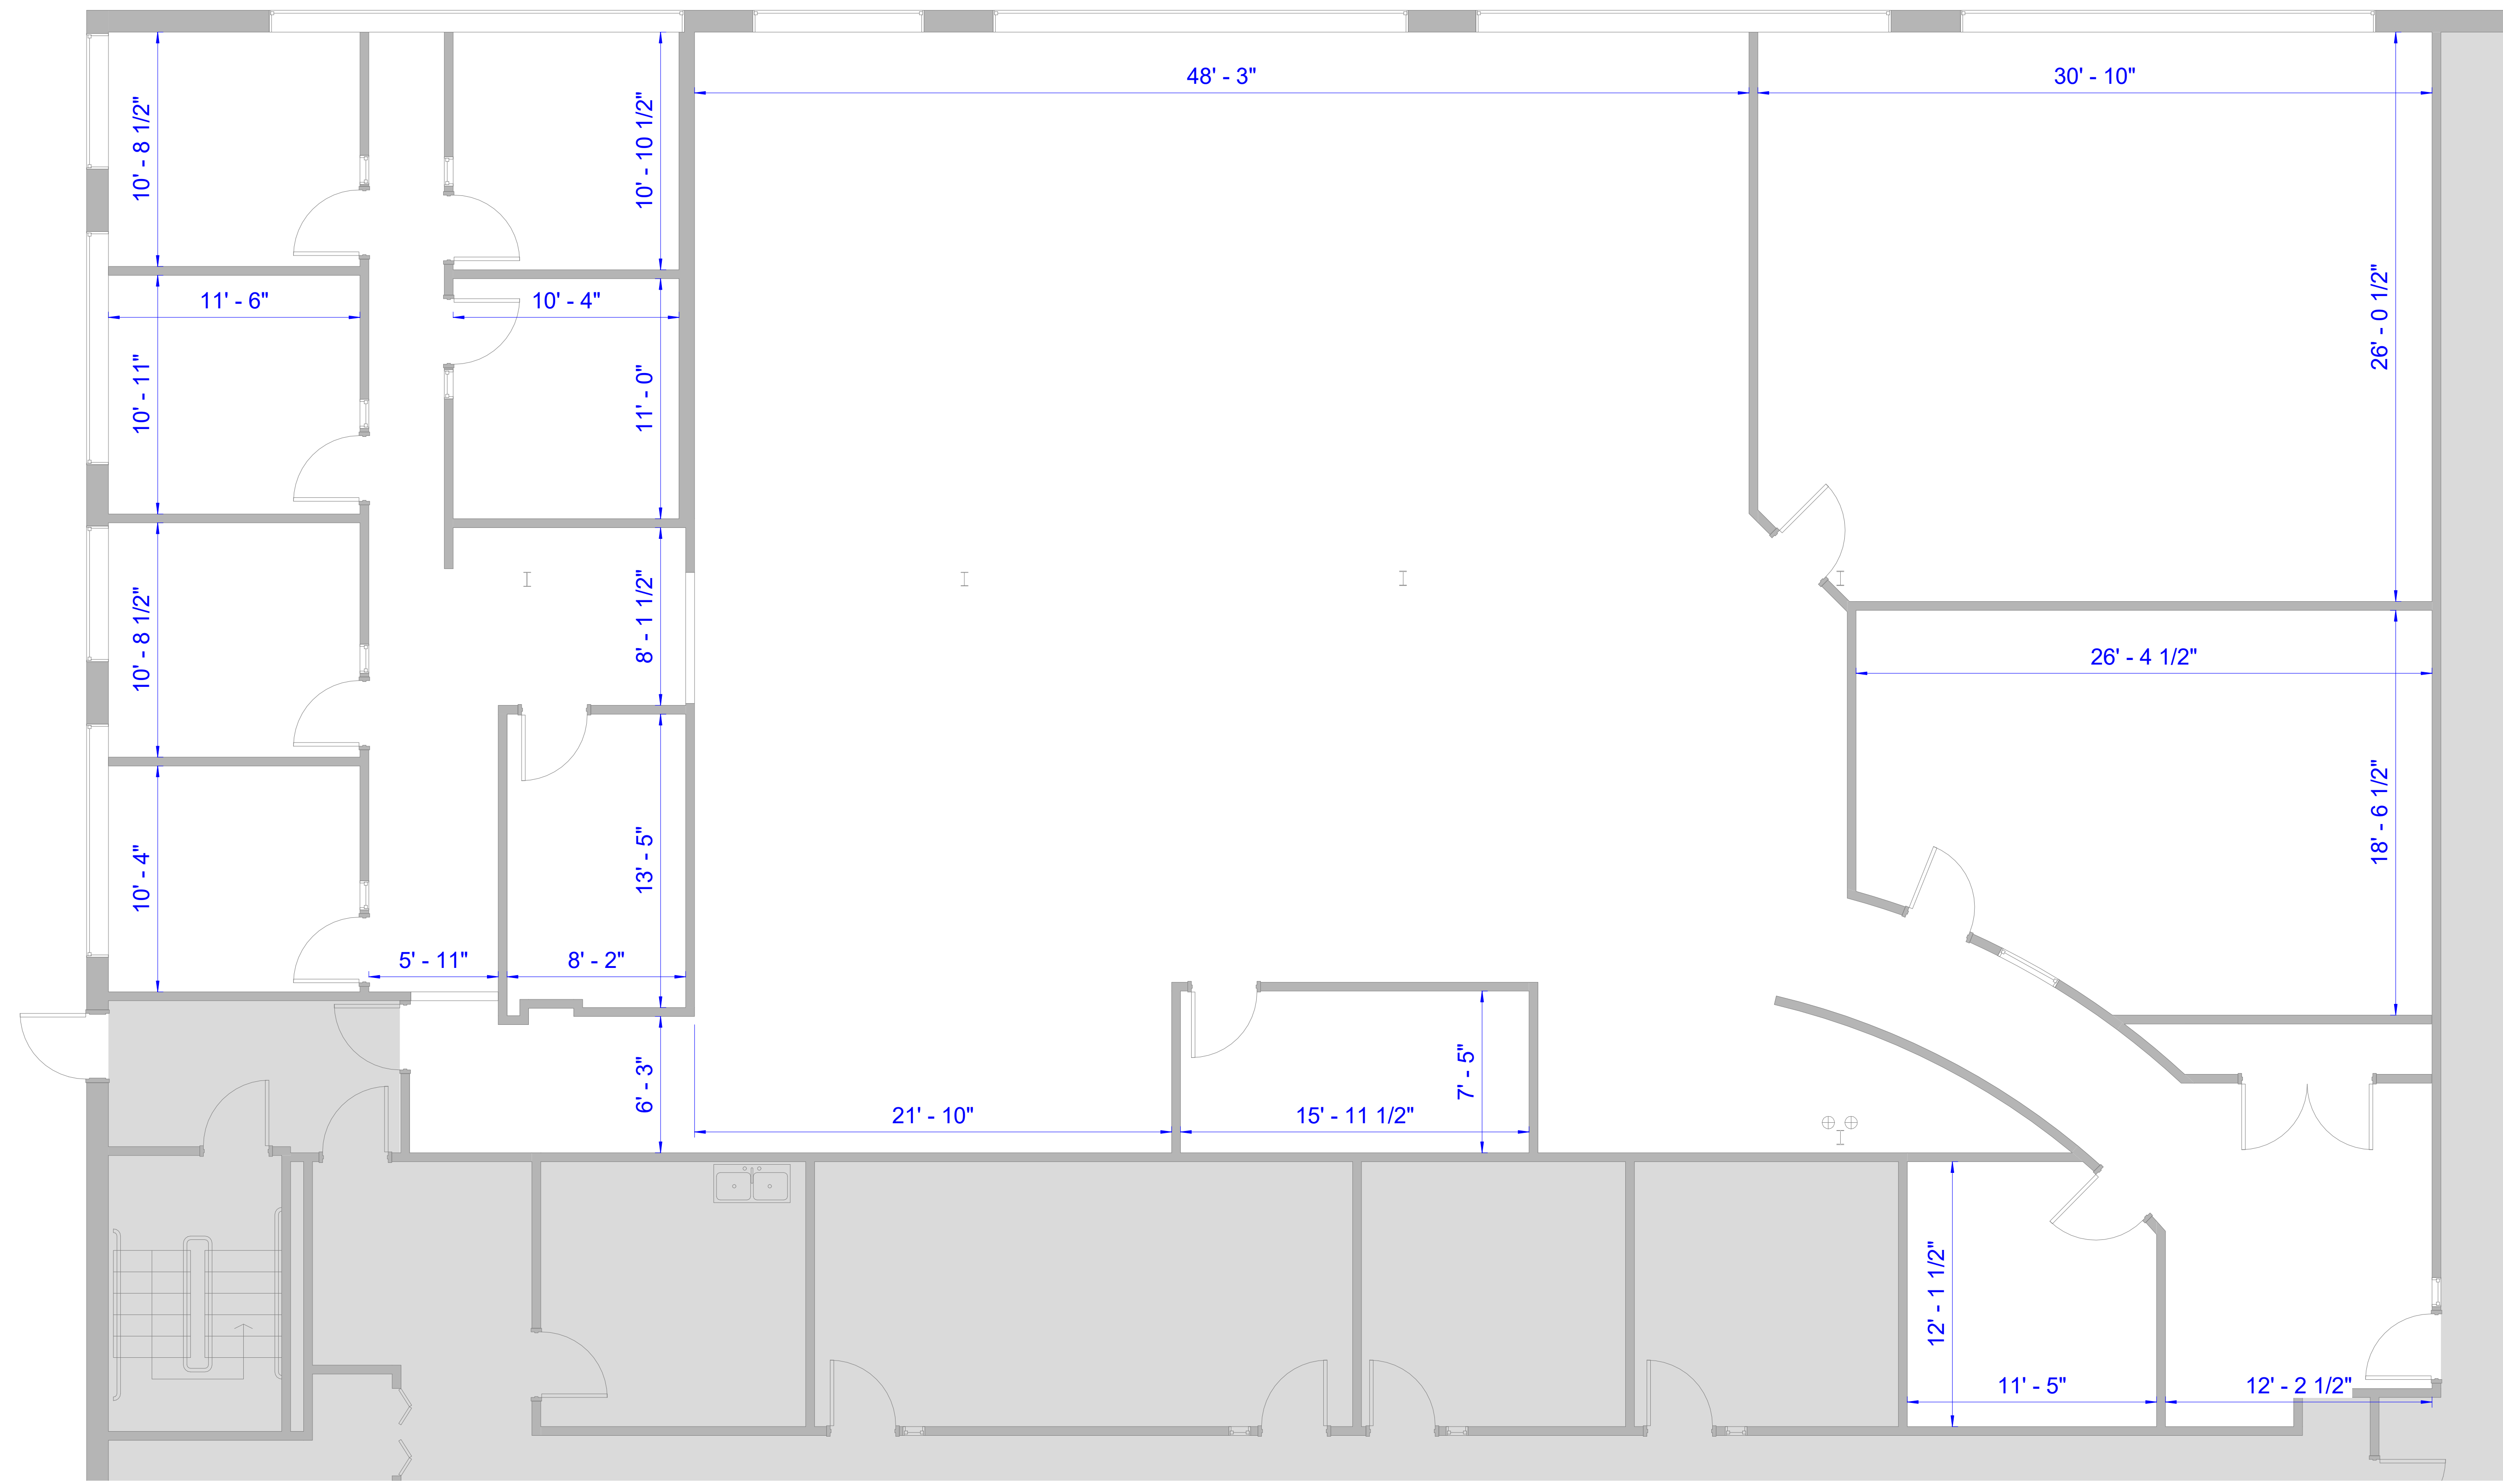 48' - 3"
30' - 10"
10' - 8 1/2"
10' - 10 1/2"
11' - 6"
10' - 4"
26' - 0 1/2"
10' - 11"
11' - 0"
10' - 8 1/2"
8' - 1 1/2"
26' - 4 1/2"
18' - 6 1/2"
10' - 4"
13' - 5"
5' - 11"
8' - 2"
6' - 3"
7' - 5"
21' - 10"
15' - 11 1/2"
12' - 1 1/2"
11' - 5"
12' - 2 1/2"